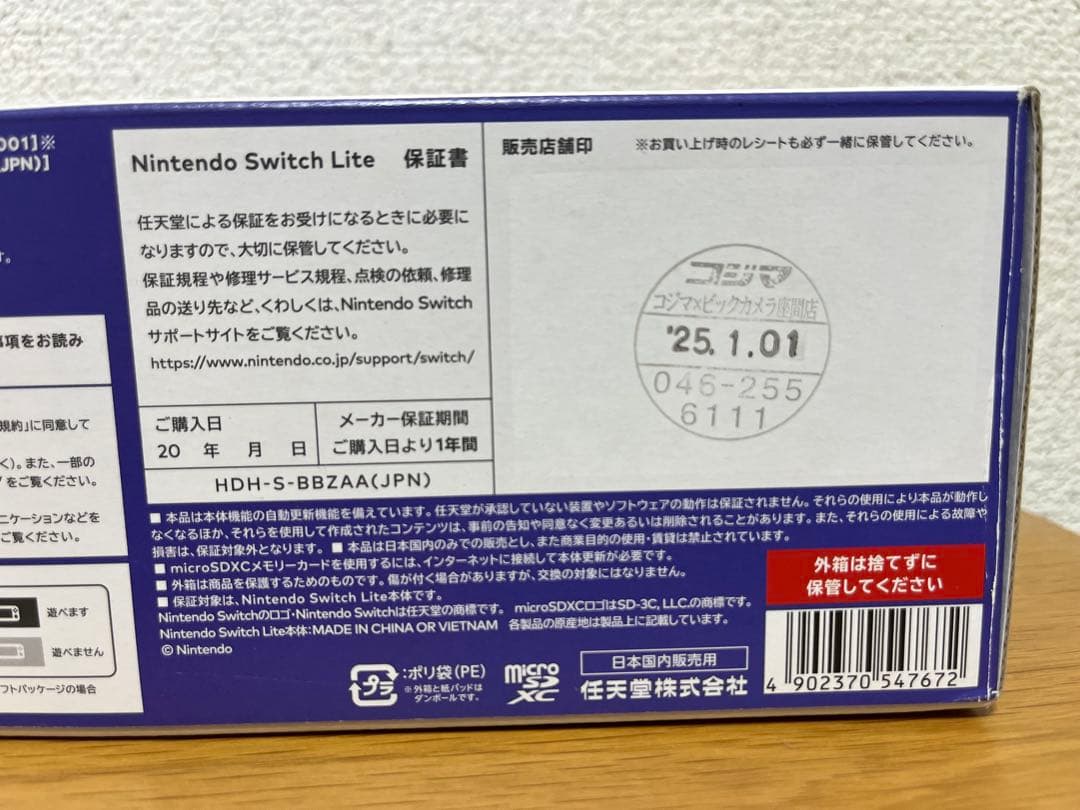 001]※
(JPN)]
す。
事項をお読み
規約」に同意して
く)。また、一部の
をご覧ください。
ニケーションなどを
ご覧ください。
遊べます
遊べません
ソフトパッケージの場合
Nintendo Switch Lite 保証書
任天堂による保証をお受けになるときに必要に
なりますので、大切に保管してください。
保証規程や修理サービス規程、点検の依頼、修理
品の送り先など、くわしくは、Nintendo Switch
サポートサイトをご覧ください。
https://www.nintendo.co.jp/support/switch/
ご購入日
20 年 月 日
メーカー保証期間
ご購入日より1年間
HDH-S-BBZAA(JPN)
販売店舗印 ※お買い上げ時のレシートも必ず一緒に保管してください。
コジマ
コジマ×ビックカメラ座間店
'25.1.01
046-255
6111
■ 本品は本体機能の自動更新機能を備えています。任天堂が承認していない装置やソフトウェアの動作は保証されません。それらの使用により本品が動作し
なくなるほか、それらを使用して作成されたコンテンツは、事前の告知や同意なく変更あるいは削除されることがあります。また、それらの使用による故障や
損害は、保証対象外となります。 ■ 本品は日本国内のみでの販売とし、また商業目的の使用・賃貸は禁止されています。
■ microSDXCメモリーカードを使用するには、インターネットに接続して本体更新が必要です。
■ 外箱は商品を保護するためのものです。傷が付く場合がありますが、交換の対象にはなりません。
■ 保証対象は、Nintendo Switch Lite本体です。
Nintendo Switchのロゴ・Nintendo Switchは任天堂の商標です。 microSDXCロゴはSD-3C, LLC.の商標です。
Nintendo Switch Lite本体:MADE IN CHINA OR VIETNAM 各製品の原産地は製品上に記載しています。
© Nintendo
外箱は捨てずに
保管してください
プラ
:ポリ袋(PE)
※外箱と紙パッドは
ダンボールです。
micro
SD
XC
日本国内販売用
任天堂株式会社
4 902370 547672